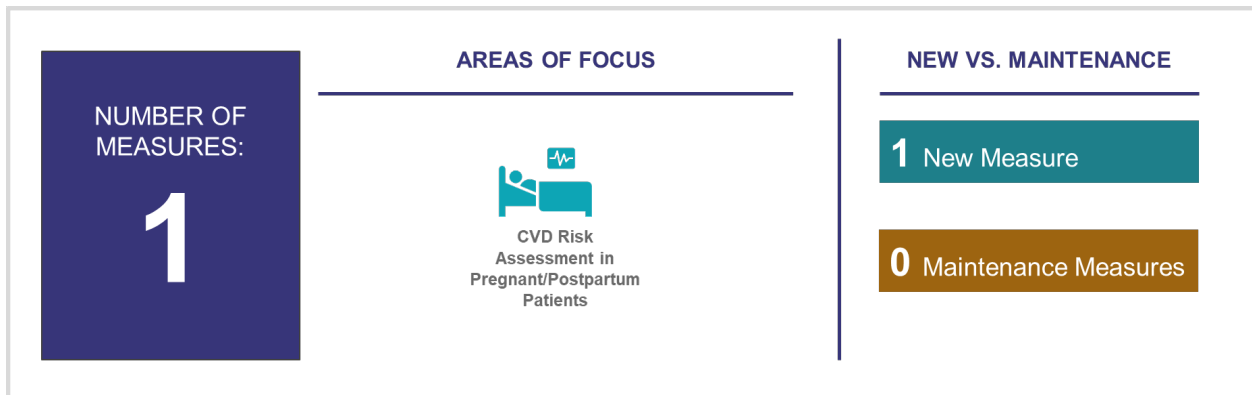 NUMBER OF
MEASURES:
1
AREAS OF FOCUS
CVD Risk
Assessment in
Pregnant/Postpartum
Patients
NEW VS. MAINTENANCE
1 New Measure
0 Maintenance Measures